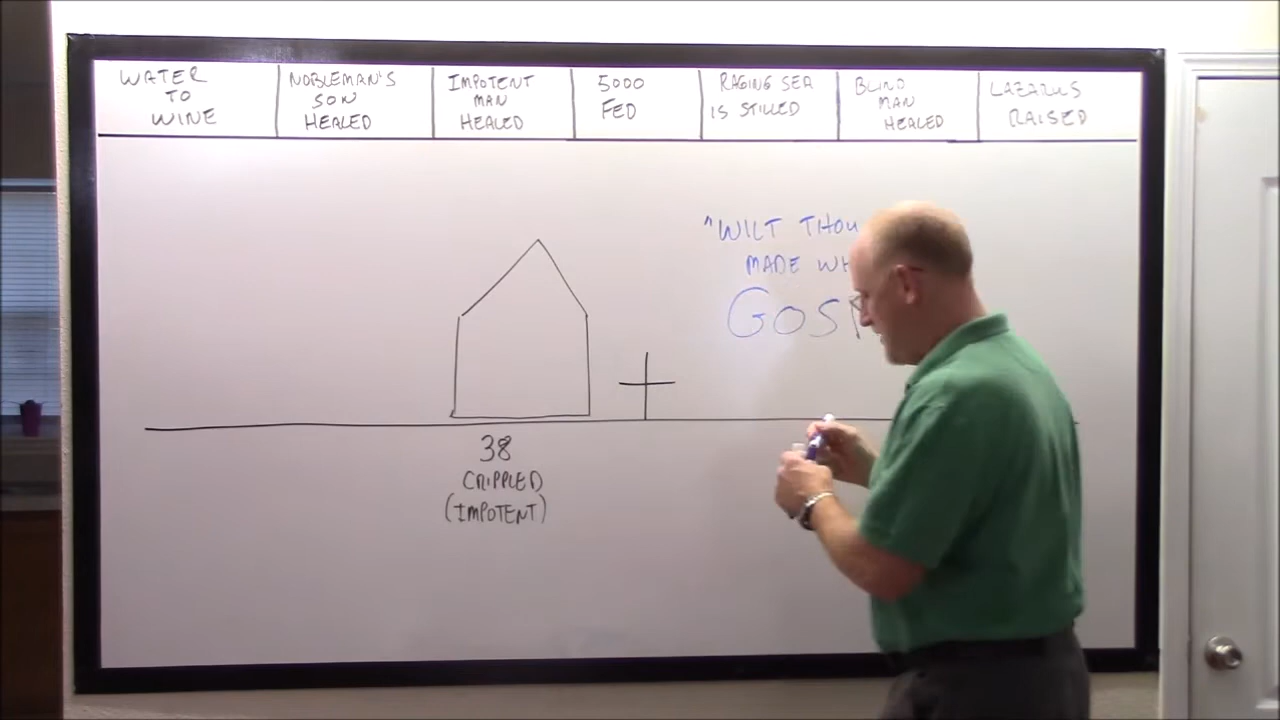 WATER
TO
WINE
NOBLEMAN'S
SON
HEALED
IMPOTENT
MAN
HEALED
5000
FED
RAGING SEA
IS STILLED
BLIND
MAN
HEALED
LAZARUS
RAISED
"WILT THOU
MADE WH
GOSP
38
CRIPPLED
(IMPOTENT)